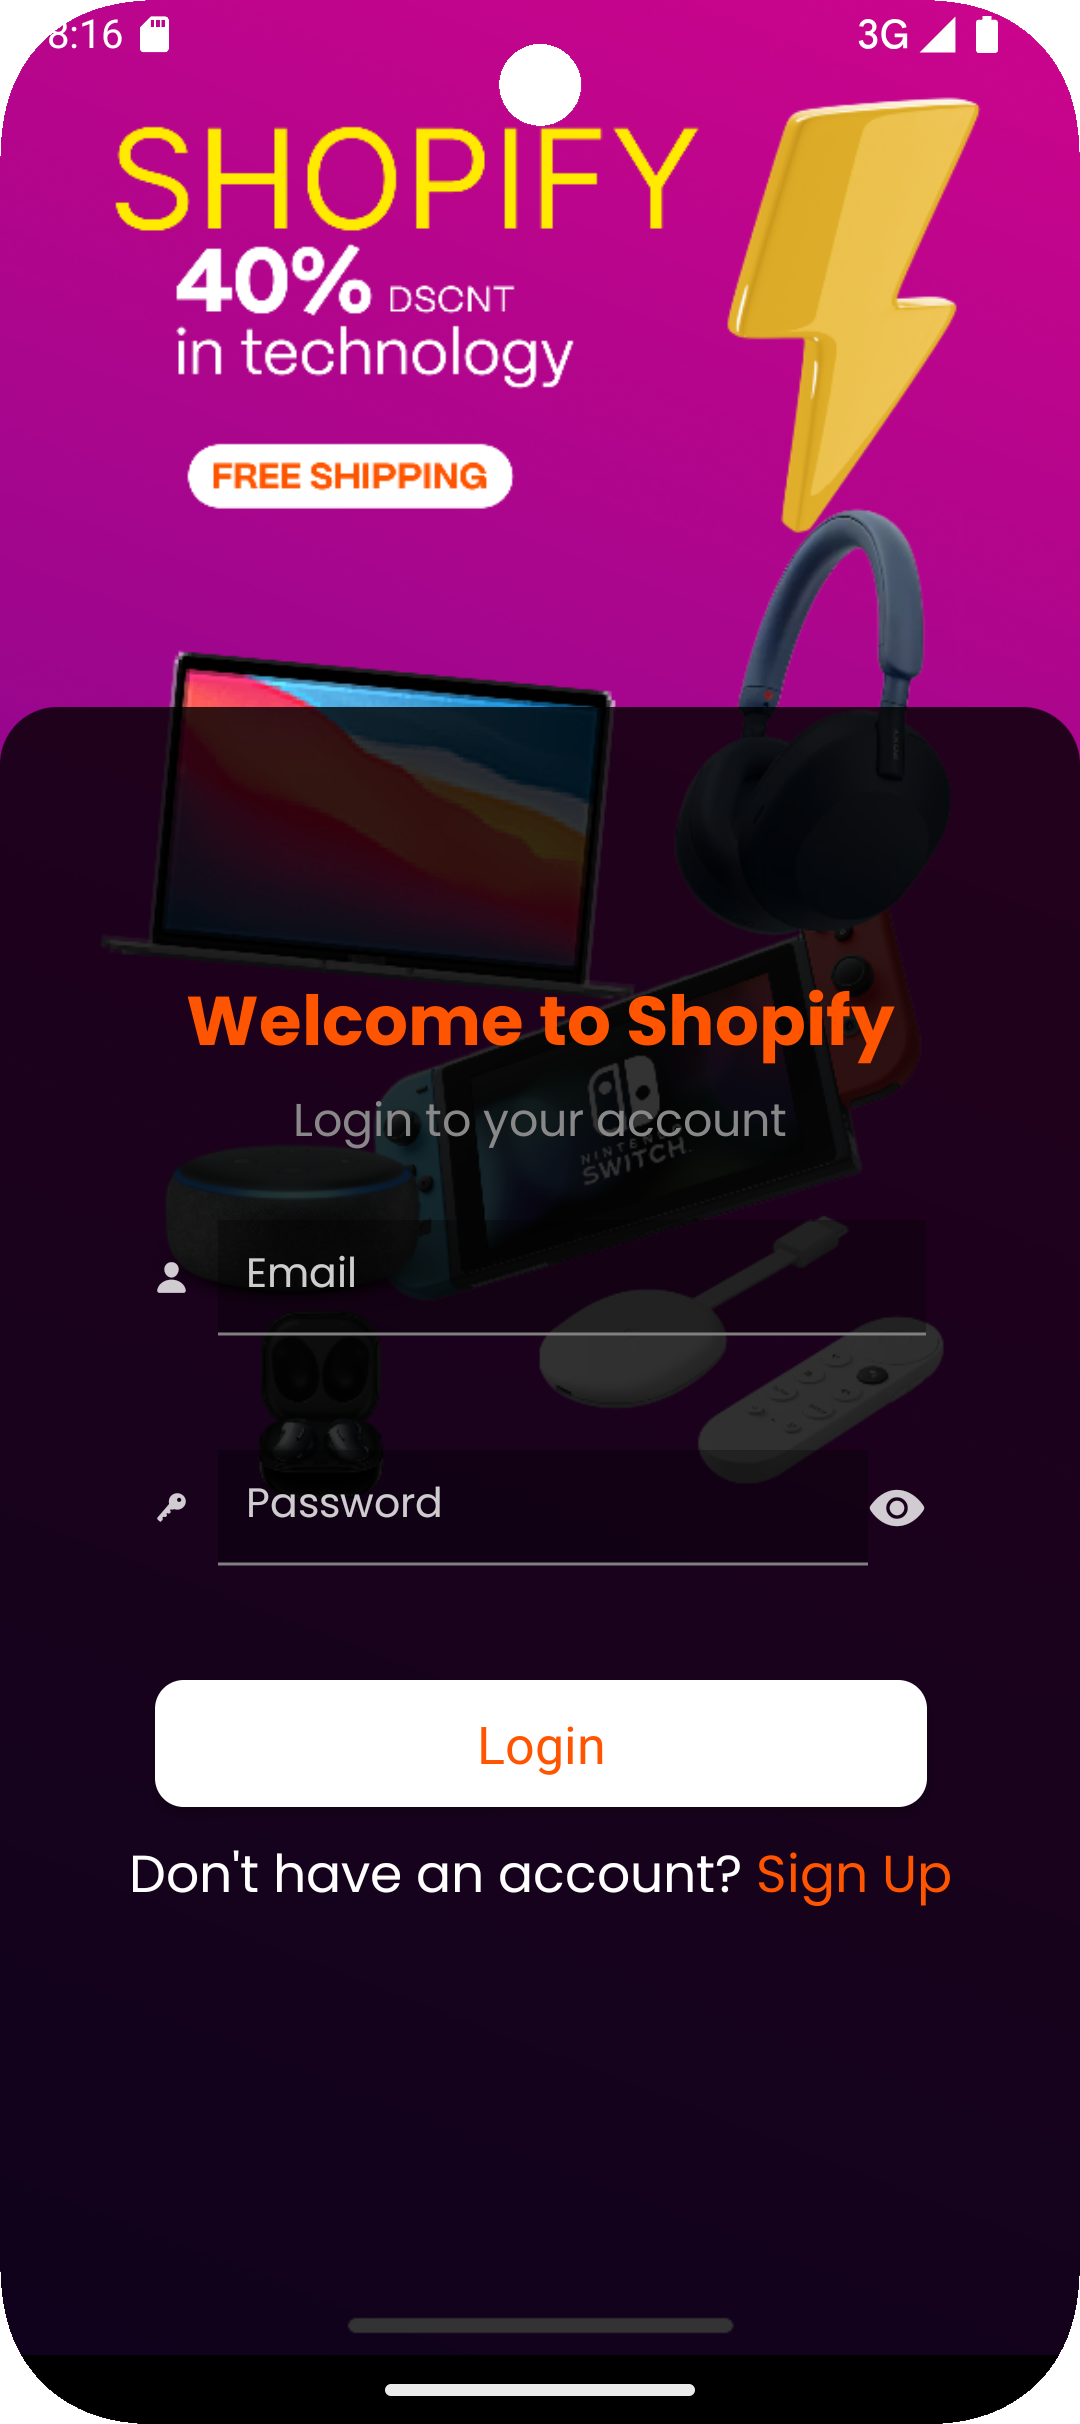 8:16
3G
SHOPIFY
40% DSCNT
in technology
FREE SHIPPING
Welcome to Shopify
Login to your account
NINTENDO
SWITCH
Email
Password
Login
Don't have an account? Sign Up